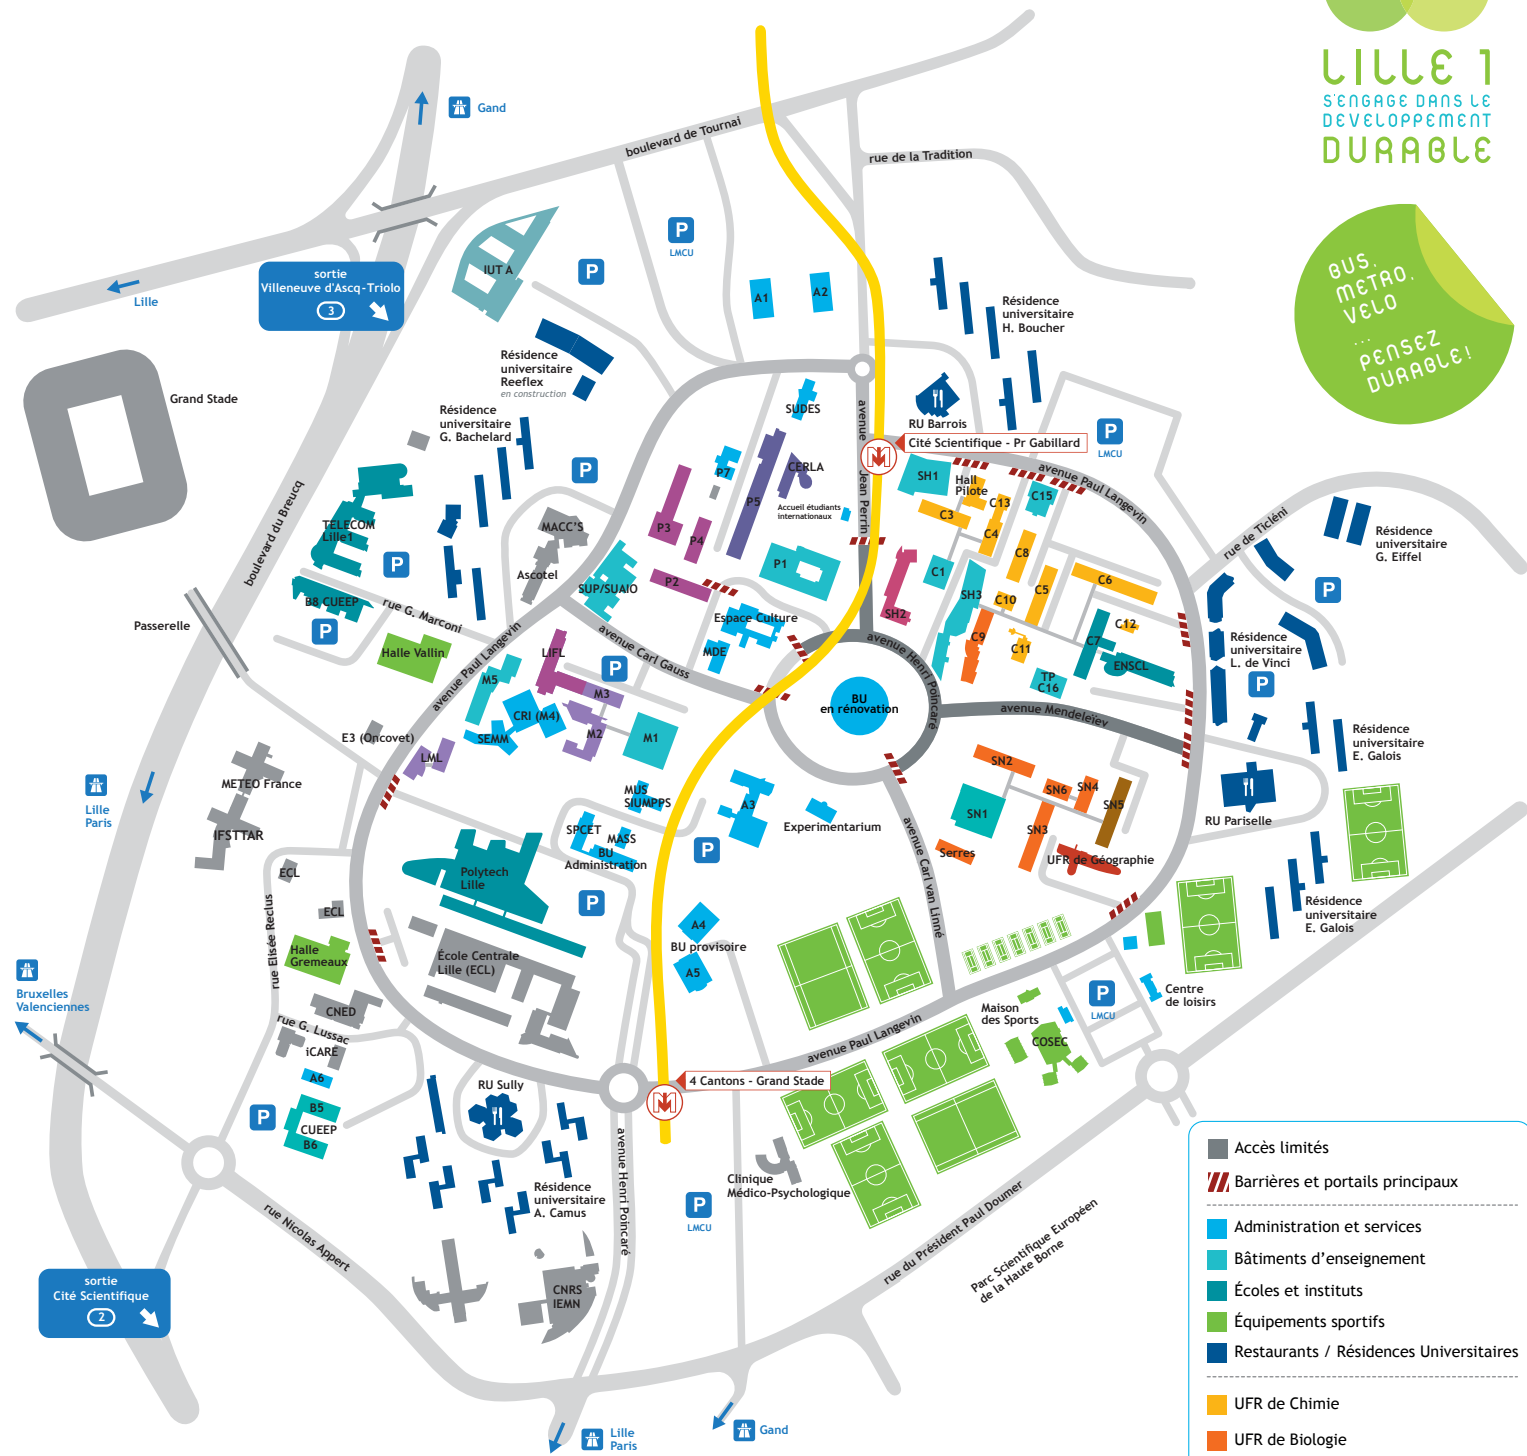 LILLE 1
S'ENGAGE DANS LE
DEVELOPPEMENT
DURABLE
BUS,
METRO,
VELO
...
PENSEZ
DURABLE!
Gand
boulevard de Tournai
rue de la Tradition
P
LMCU
IUT A
P
sortie
Villeneuve d'Ascq-Triolo
3
Lille
A1
A2
Résidence
universitaire
H. Boucher
Résidence
universitaire
Reeflex
en construction
Grand Stade
Résidence
universitaire
G. Bachelard
SUDES
RU Barrois
P
LMCU
Cité Scientifique - Pr Gabillard
avenue Jean Perrin
avenue Paul Langevin
P
P7
CERLA
P5
SH1
Hall
Pilote
C13
C15
C3
C4
Accueil étudiants
internationaux
boulevard du Breucq
TELECOM
Lille1
MACC'S
P3
P4
P
Ascotel
SUP/SUAIO
P1
P2
C1
C8
C6
C5
C10
SH3
SH2
rue de Ticléni
Résidence
universitaire
G. Eiffel
P
B8 CUEEP
rue G. Marconi
P
Passerelle
Halle Vallin
Espace Culture
MDE
avenue Carl Gauss
avenue Paul Langevin
avenue Henri Poincaré
C9
C11
C12
C7
ENSCL
TP
C16
Résidence
universitaire
L. de Vinci
P
LIFL
P
M5
M3
CRI (M4)
M2
M1
SEMM
LML
E3 (Oncovet)
BU
en rénovation
avenue Mendeleïev
Résidence
universitaire
E. Galois
METEO France
IFSTTAR
Lille
Paris
MUS
SIUMPPS
SPCET
MASS
BU
Administration
A3
Experimentarium
P
SN2
SN6
SN4
SN5
SN1
SN3
Serres
UFR de Géographie
RU Pariselle
avenue Carl van Linné
Polytech
Lille
ECL
ECL
P
Halle
Gremeaux
rue Elisée Reclus
École Centrale
Lille (ECL)
A4
BU provisoire
A5
Résidence
universitaire
E. Galois
Bruxelles
Valenciennes
CNED
rue G. Lussac
iCARE
A6
B5
CUEEP
B6
P
Maison
des Sports
COSEC
P
LMCU
Centre
de loisirs
avenue Paul Langevin
4 Cantons - Grand Stade
RU Sully
Résidence
universitaire
A. Camus
avenue Henri Poincaré
Clinique
Médico-Psychologique
P
LMCU
rue Nicolas Appert
CNRS
IEMN
rue du Président Paul Doumer
Parc Scientifique Européen
de la Haute Borne
sortie
Cité Scientifique
2
Lille
Paris
Gand
Accès limités
Barrières et portails principaux
Administration et services
Bâtiments d'enseignement
Écoles et instituts
Équipements sportifs
Restaurants / Résidences Universitaires
UFR de Chimie
UFR de Biologie